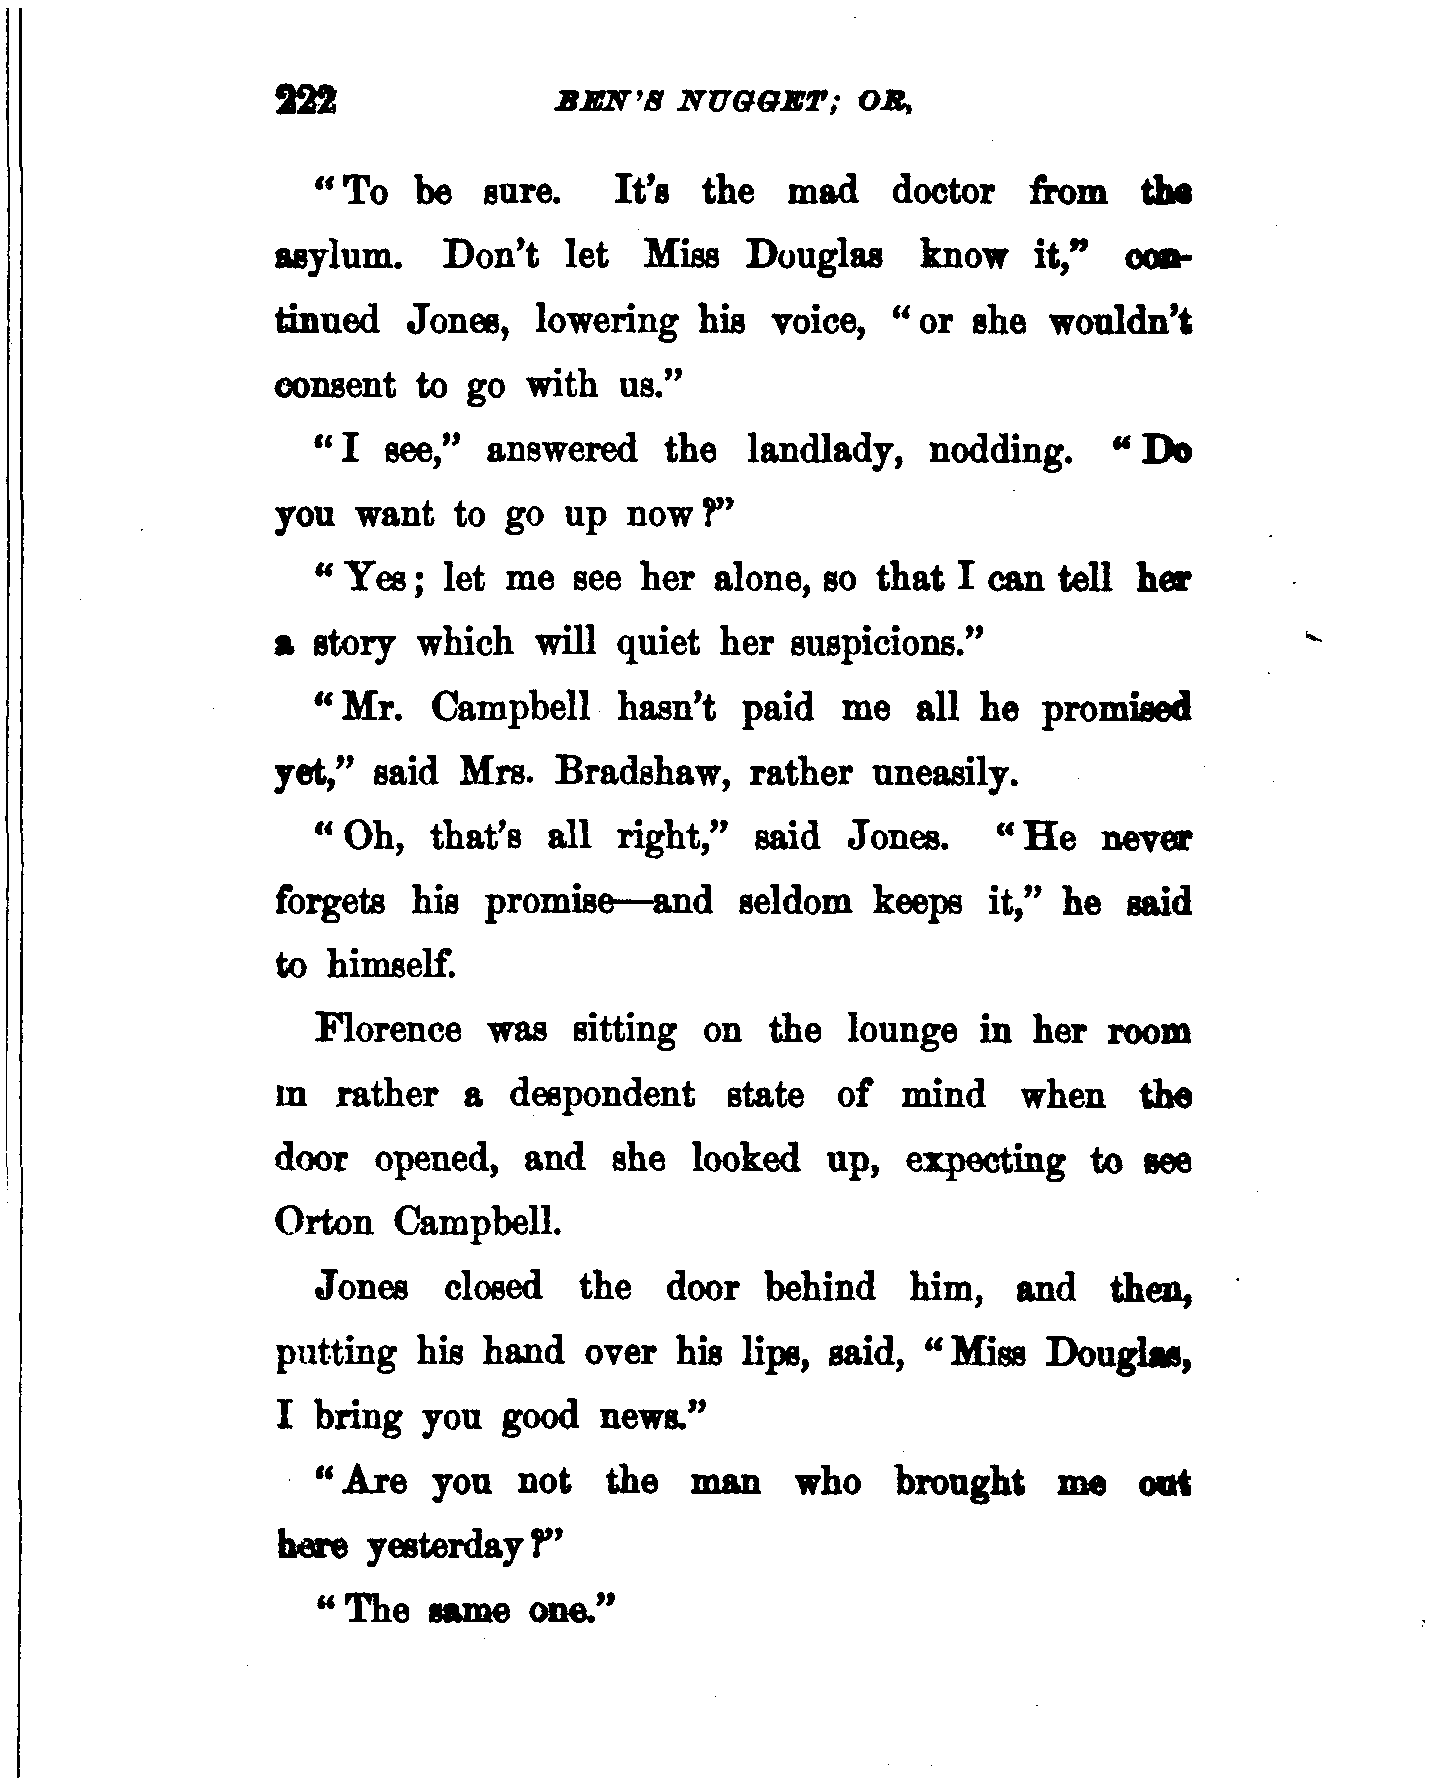 222 BEN'S NUGGET; OR,
"To be sure. It's the mad doctor from the
asylum. Don't let Miss Douglas know it," con-
tinued Jones, lowering his voice, "or she wouldn't
consent to go with us."
"I see," answered the landlady, nodding. "Do
you want to go up now?"
"Yes; let me see her alone, so that I can tell her
a story which will quiet her suspicions."
"Mr. Campbell hasn't paid me all he promised
yet," said Mrs. Bradshaw, rather uneasily.
"Oh, that's all right," said Jones. "He never
forgets his promise—and seldom keeps it," he said
to himself.
Florence was sitting on the lounge in her room
in rather a despondent state of mind when the
door opened, and she looked up, expecting to see
Orton Campbell.
Jones closed the door behind him, and then,
putting his hand over his lips, said, "Miss Douglas,
I bring you good news."
"Are you not the man who brought me out
here yesterday?"
"The same one."